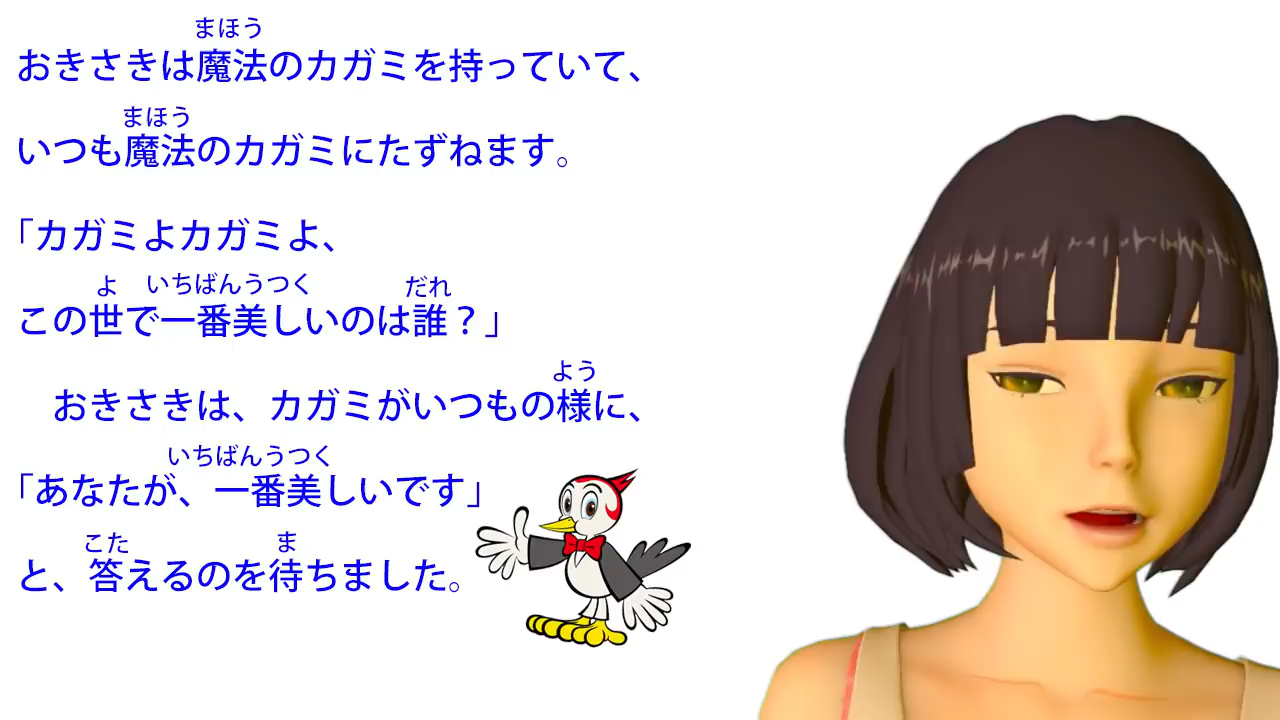 まほう
おきさきは魔法のカガミを持っていて、
まほう
いつも魔法のカガミにたずねます。
「カガミよカガミよ、
よ いちばんうつく だれ
この世で一番美しいのは誰？」
よう
おきさきは、カガミがいつもの様に、
いちばんうつく
「あなたが、一番美しいです」
こた ま
と、答えるのを待ちました。